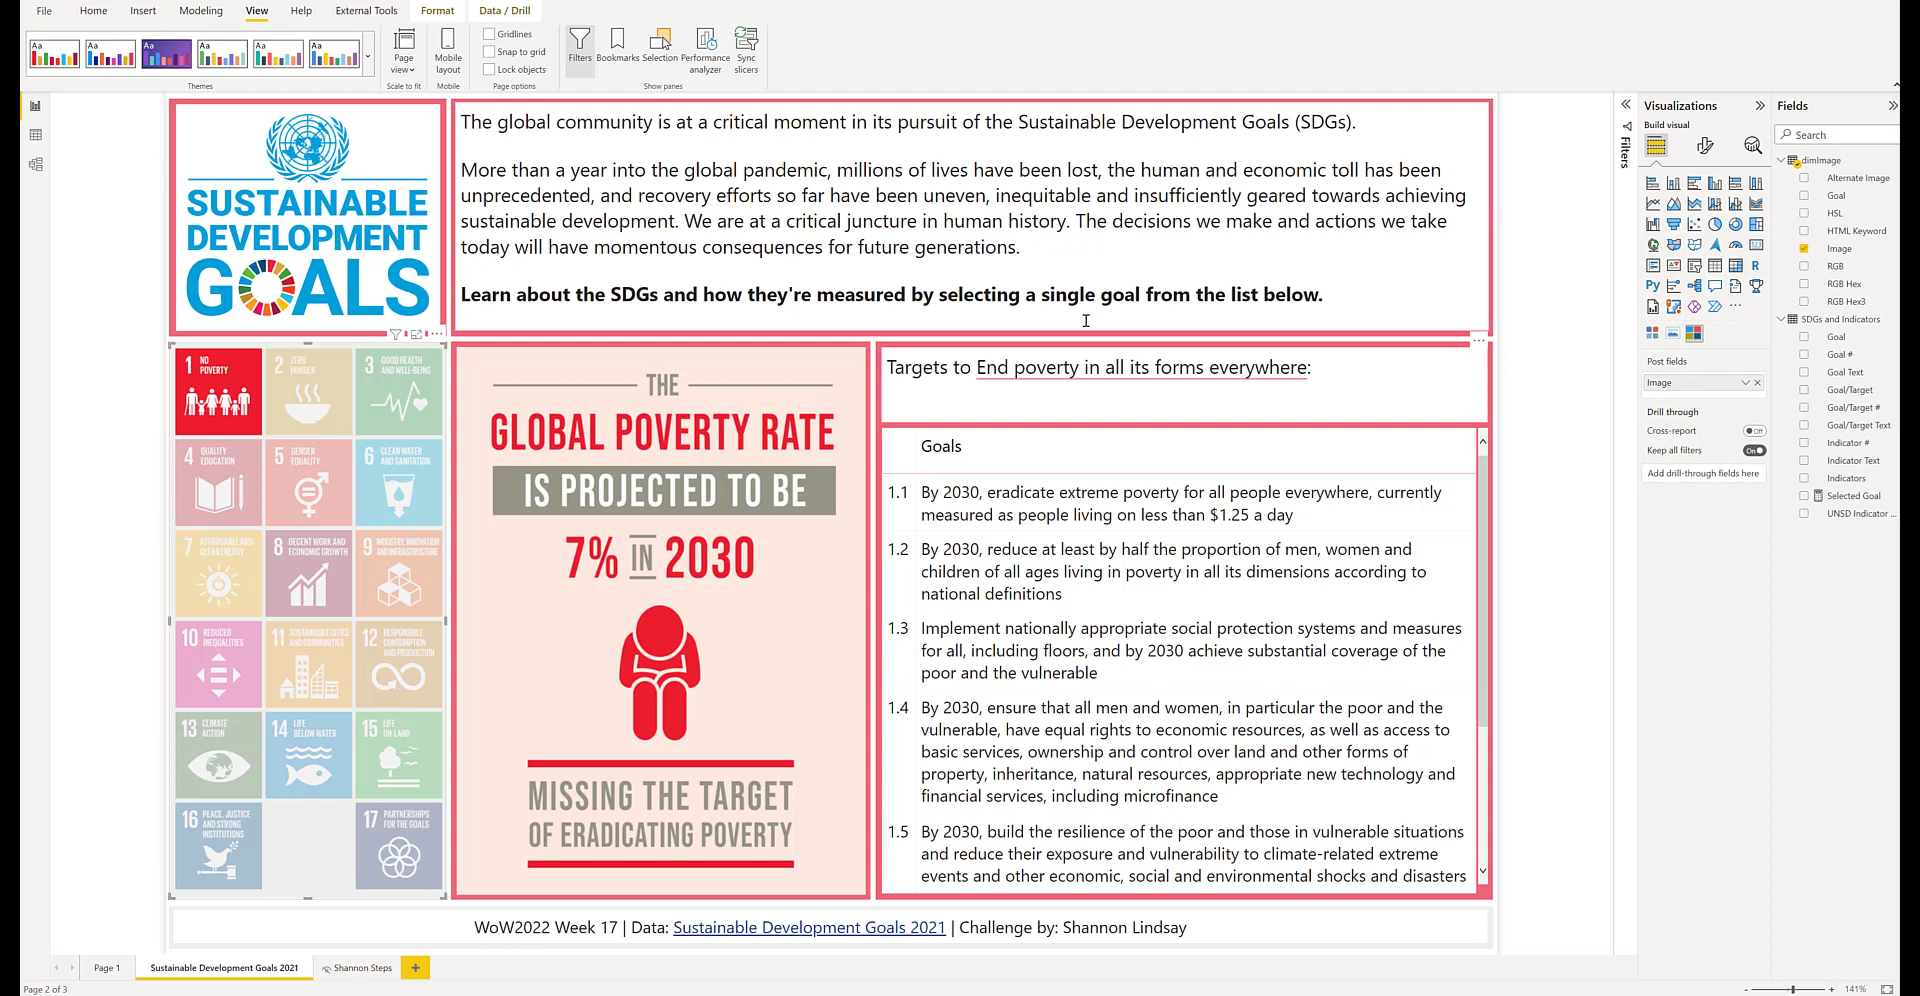 File Home Insert Modeling View Help External Tools Format Data / Drill
Aa Aa Aa Aa Aa Aa
Page view
Mobile layout
Gridlines
Snap to grid
Lock objects
Filters Bookmarks Selection Performance analyzer Sync slicers
Themes Scale to fit Mobile Page options Show panes
SUSTAINABLE
DEVELOPMENT
GOALS
The global community is at a critical moment in its pursuit of the Sustainable Development Goals (SDGs).
More than a year into the global pandemic, millions of lives have been lost, the human and economic toll has been
unprecedented, and recovery efforts so far have been uneven, inequitable and insufficiently geared towards achieving
sustainable development. We are at a critical juncture in human history. The decisions we make and actions we take
today will have momentous consequences for future generations.
Learn about the SDGs and how they're measured by selecting a single goal from the list below.
1 NO POVERTY
2 ZERO HUNGER
3 GOOD HEALTH AND WELL-BEING
4 QUALITY EDUCATION
5 GENDER EQUALITY
6 CLEAN WATER AND SANITATION
7 AFFORDABLE AND CLEAN ENERGY
8 DECENT WORK AND ECONOMIC GROWTH
9 INDUSTRY, INNOVATION AND INFRASTRUCTURE
10 REDUCED INEQUALITIES
11 SUSTAINABLE CITIES AND COMMUNITIES
12 RESPONSIBLE CONSUMPTION AND PRODUCTION
13 CLIMATE ACTION
14 LIFE BELOW WATER
15 LIFE ON LAND
16 PEACE, JUSTICE AND STRONG INSTITUTIONS
17 PARTNERSHIPS FOR THE GOALS
THE
GLOBAL POVERTY RATE
IS PROJECTED TO BE
7% IN 2030
MISSING THE TARGET
OF ERADICATING POVERTY
Targets to End poverty in all its forms everywhere:
Goals
1.1 By 2030, eradicate extreme poverty for all people everywhere, currently
measured as people living on less than $1.25 a day
1.2 By 2030, reduce at least by half the proportion of men, women and
children of all ages living in poverty in all its dimensions according to
national definitions
1.3 Implement nationally appropriate social protection systems and measures
for all, including floors, and by 2030 achieve substantial coverage of the
poor and the vulnerable
1.4 By 2030, ensure that all men and women, in particular the poor and the
vulnerable, have equal rights to economic resources, as well as access to
basic services, ownership and control over land and other forms of
property, inheritance, natural resources, appropriate new technology and
financial services, including microfinance
1.5 By 2030, build the resilience of the poor and those in vulnerable situations
and reduce their exposure and vulnerability to climate-related extreme
events and other economic, social and environmental shocks and disasters
WoW2022 Week 17 | Data: Sustainable Development Goals 2021 | Challenge by: Shannon Lindsay
Filters
Visualizations
Build visual
R
Py
123
Post fields
Image
Drill through
Cross-report Off
Keep all filters On
Add drill-through fields here
Fields
Search
dimImage
Alternate Image
Goal
HSL
HTML Keyword
Image
RGB
RGB Hex
RGB Hex3
SDGs and Indicators
Goal
Goal #
Goal Text
Goal/Target
Goal/Target #
Goal/Target Text
Indicator #
Indicator Text
Indicators
Selected Goal
UNSD Indicator ...
Page 1 Sustainable Development Goals 2021 Shannon Steps +
Page 2 of 3
- + 141%